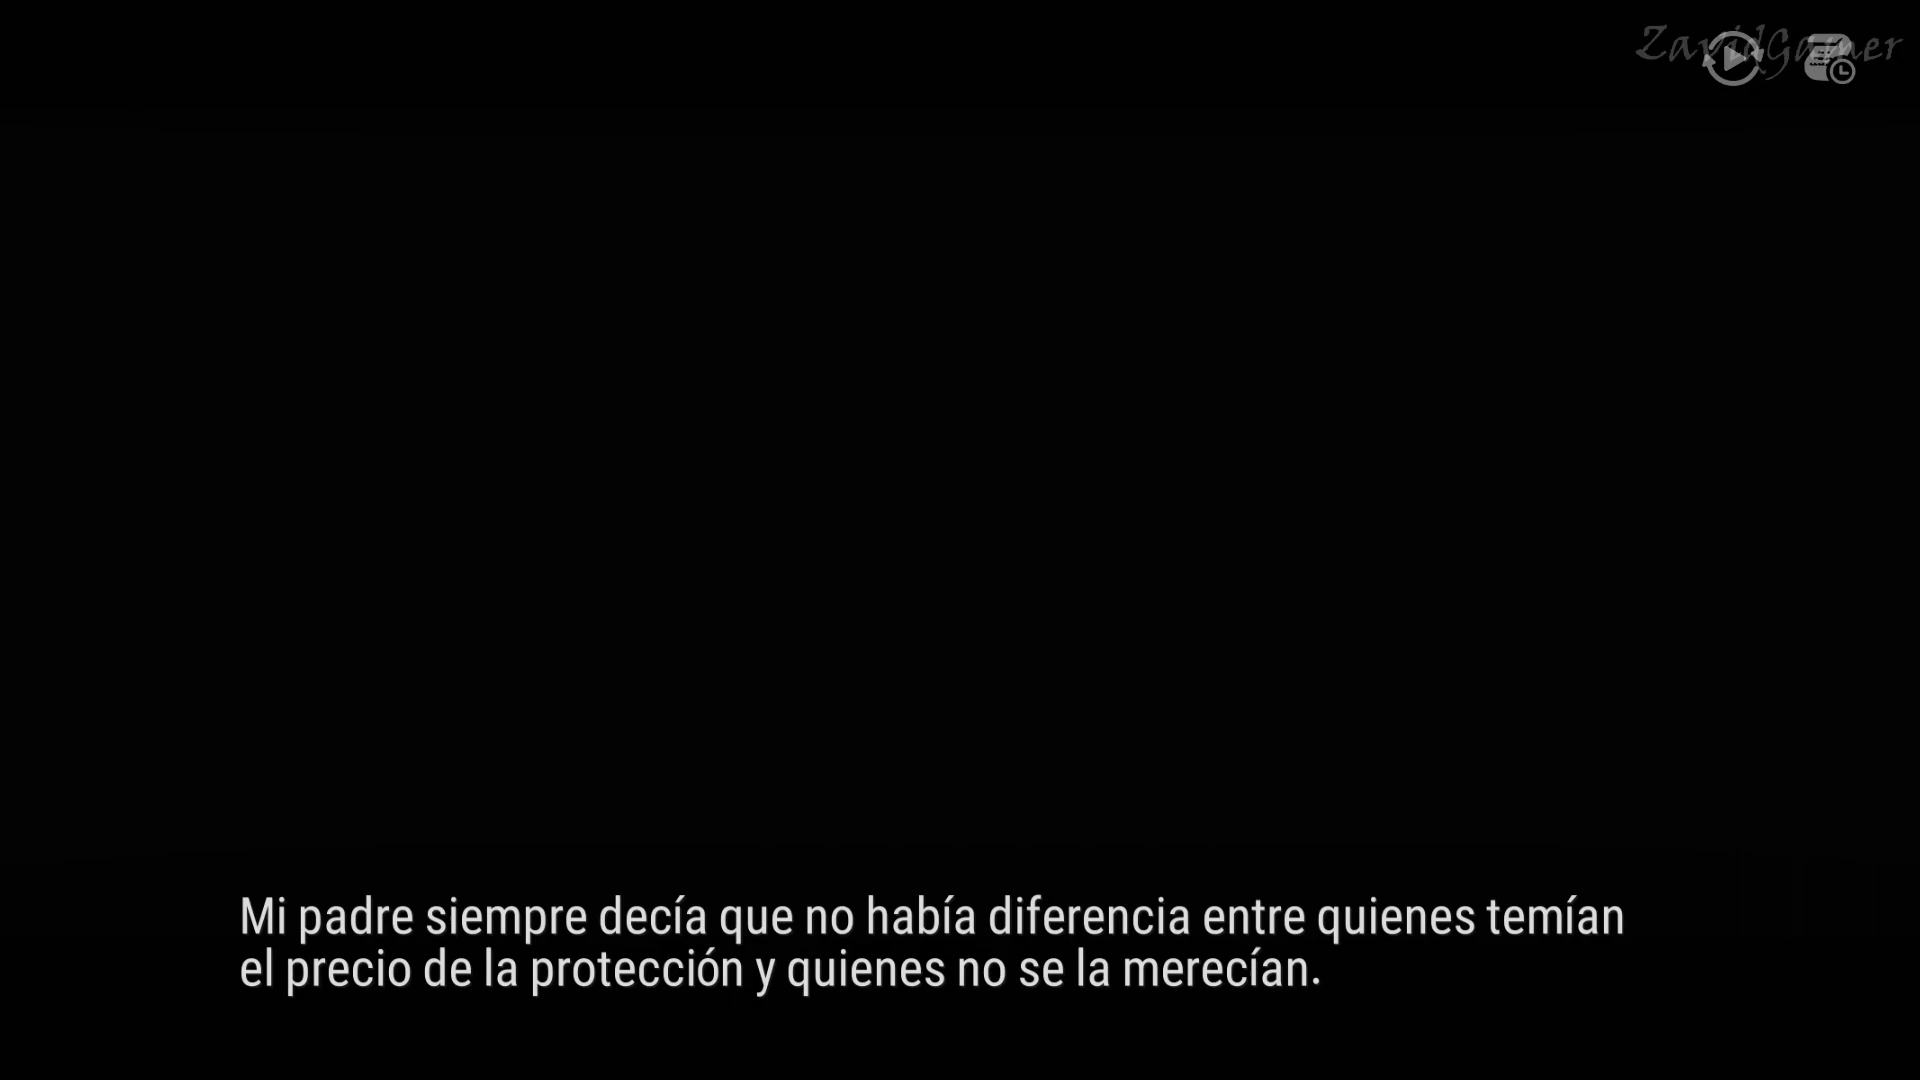 ZavidGamer
Mi padre siempre decía que no había diferencia entre quienes temían
el precio de la protección y quienes no se la merecían.